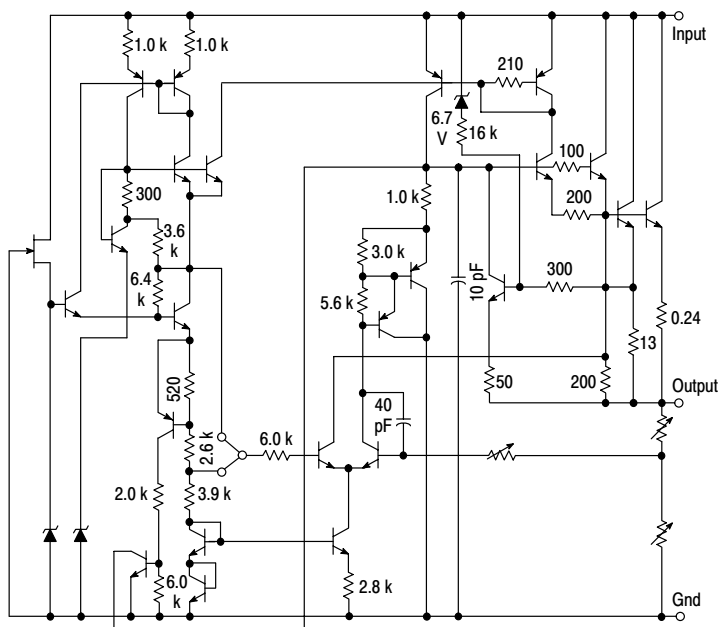 Input
1.0 k
1.0 k
210
6.7
V
16 k
100
300
1.0 k
200
3.6
k
3.0 k
10 pF
300
6.4
k
5.6 k
0.24
13
520
50
200
Output
40
pF
2.6 k
6.0 k
2.0 k
3.9 k
6.0
k
2.8 k
Gnd